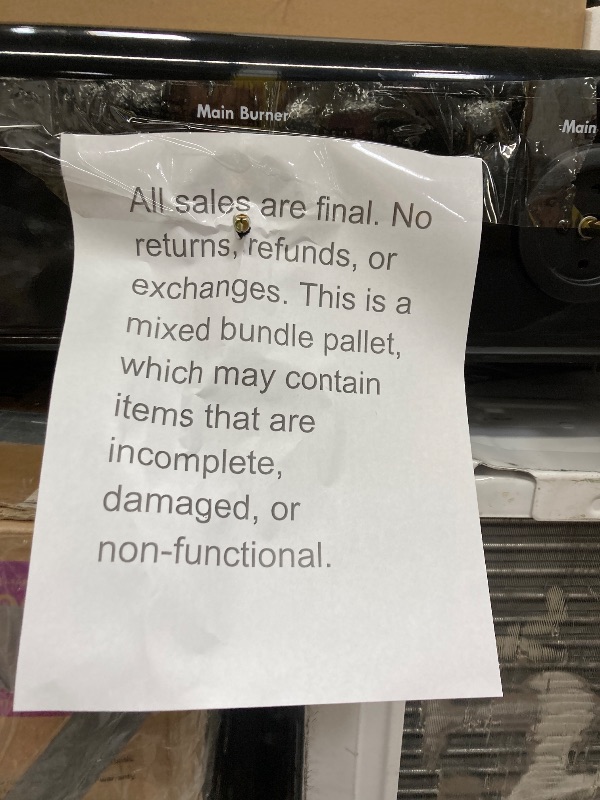 Main Burner
Main
All sales are final. No
returns, refunds, or
exchanges. This is a
mixed bundle pallet,
which may contain
items that are
incomplete,
damaged, or
non-functional.